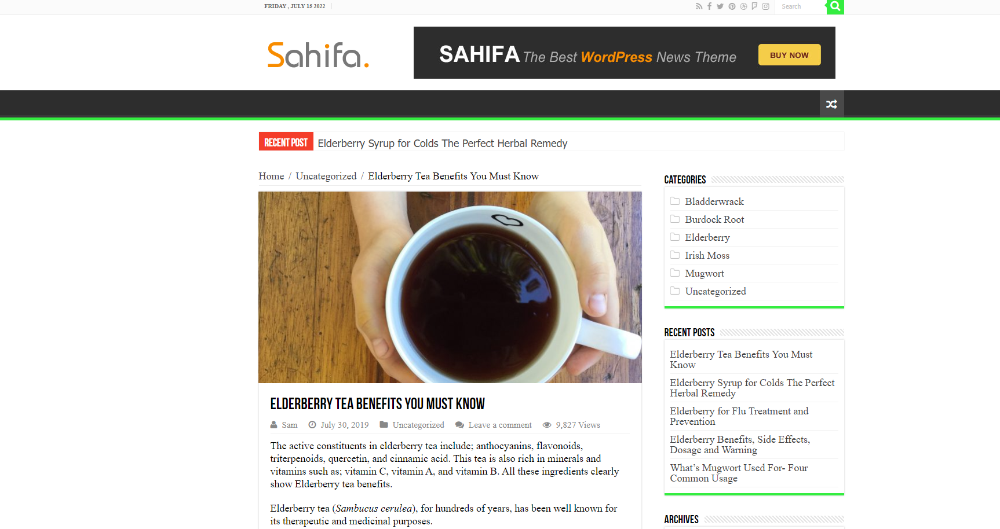 FRIDAY , JULY 15 2022
Search
Sahifa.
SAHIFA The Best WordPress News Theme
BUY NOW
RECENT POST
Elderberry Syrup for Colds The Perfect Herbal Remedy
Home / Uncategorized / Elderberry Tea Benefits You Must Know
ELDERBERRY TEA BENEFITS YOU MUST KNOW
Sam July 30, 2019 Uncategorized Leave a comment 9,827 Views
The active constituents in elderberry tea include; anthocyanins, flavonoids,
triterpenoids, quercetin, and cinnamic acid. This tea is also rich in minerals and
vitamins such as; vitamin C, vitamin A, and vitamin B. All these ingredients clearly
show Elderberry tea benefits.
Elderberry tea (Sambucus cerulea), for hundreds of years, has been well known for
its therapeutic and medicinal purposes.
CATEGORIES
Bladderwrack
Burdock Root
Elderberry
Irish Moss
Mugwort
Uncategorized
RECENT POSTS
Elderberry Tea Benefits You Must
Know
Elderberry Syrup for Colds The Perfect
Herbal Remedy
Elderberry for Flu Treatment and
Prevention
Elderberry Benefits, Side Effects,
Dosage and Warning
What’s Mugwort Used For- Four
Common Usage
ARCHIVES